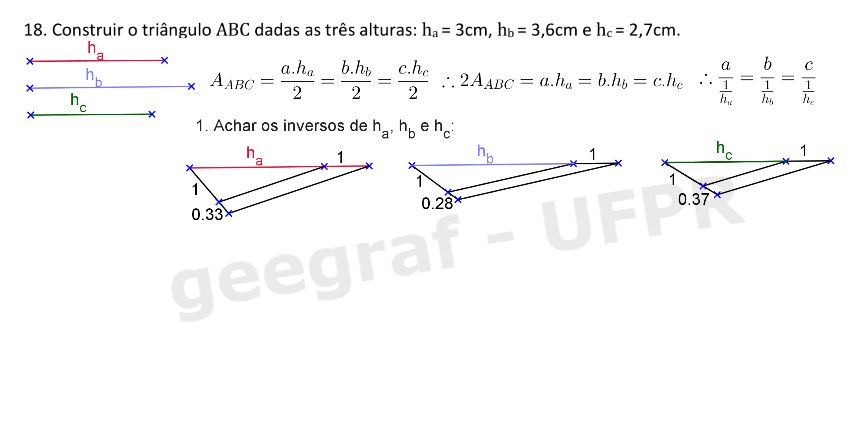 18. Construir o triângulo ABC dadas as três alturas: hₐ = 3cm, h_b = 3,6cm e h_c = 2,7cm.
h_a
h_b
h_c
A_{ABC} = \frac{a.h_a}{2} = \frac{b.h_b}{2} = \frac{c.h_c}{2} ∴ 2A_{ABC} = a.h_a = b.h_b = c.h_c ∴ \frac{a}{\frac{1}{h_a}} = \frac{b}{\frac{1}{h_b}} = \frac{c}{\frac{1}{h_c}}
1. Achar os inversos de h_a, h_b e h_c:
h_a 1
1
0.33
h_b 1
1
0.28
h_c 1
1
0.37
geegraf - UFPR